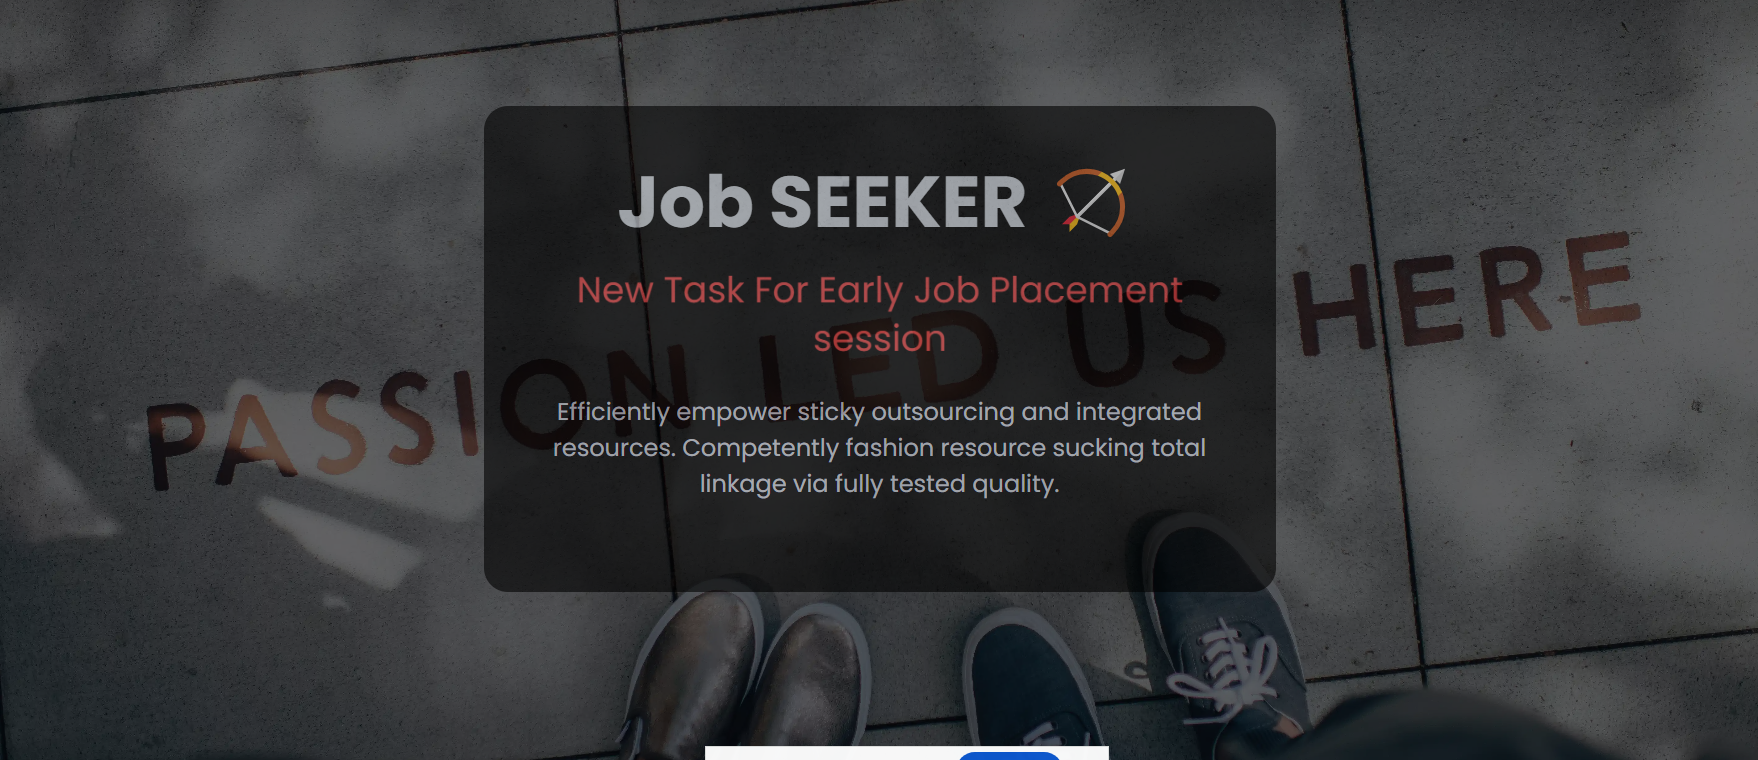 Job SEEKER 🏹
New Task For Early Job Placement
session
PASSION LED US HERE
Efficiently empower sticky outsourcing and integrated
resources. Competently fashion resource sucking total
linkage via fully tested quality.